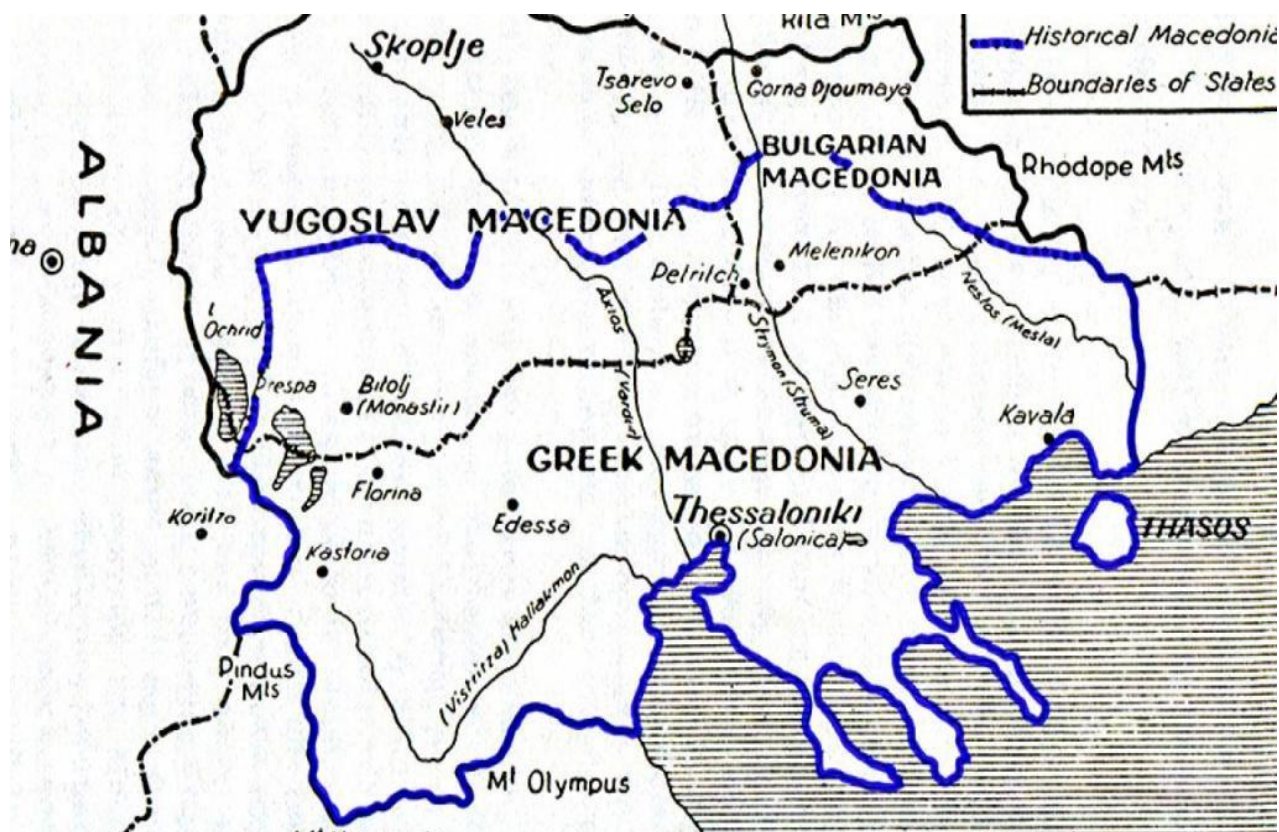 Rila Mts
Historical Macedonia
Boundaries of States
Skoplje
Tsarevo
Selo
Gorna Djoumaya
Veles
BULGARIAN
MACEDONIA
Rhodope Mts
ALBANIA
YUGOSLAV MACEDONIA
na
Melenikon
Petritch
Nestos (Mesta)
Axios
(Vardar)
Strymon (Struma)
Ochrid
Prespa
Bitolj
(Monastir)
Seres
Kavala
GREEK MACEDONIA
Florina
Edessa
Thessaloniki
(Salonica)
THASOS
Koritza
Kastoria
(Vistritza) Haliakmon
Pindus
Mts
Mt Olympus